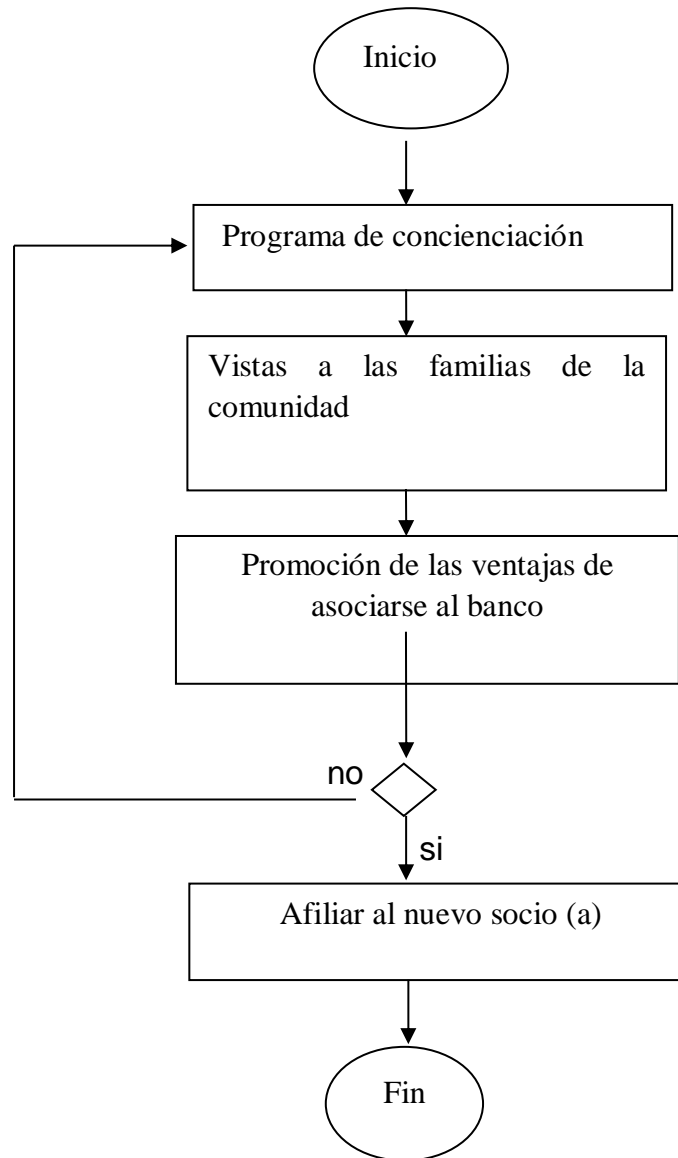 Inicio
Programa de concienciación
Vistas a las familias de la
comunidad
Promoción de las ventajas de
asociarse al banco
no
si
Afiliar al nuevo socio (a)
Fin